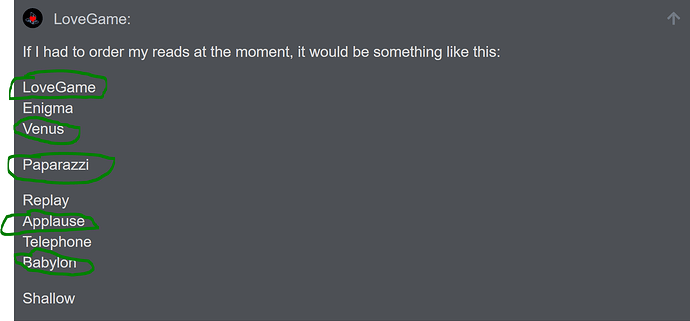 LoveGame:
If I had to order my reads at the moment, it would be something like this:
LoveGame
Enigma
Venus
Paparazzi
Replay
Applause
Telephone
Babylon
Shallow